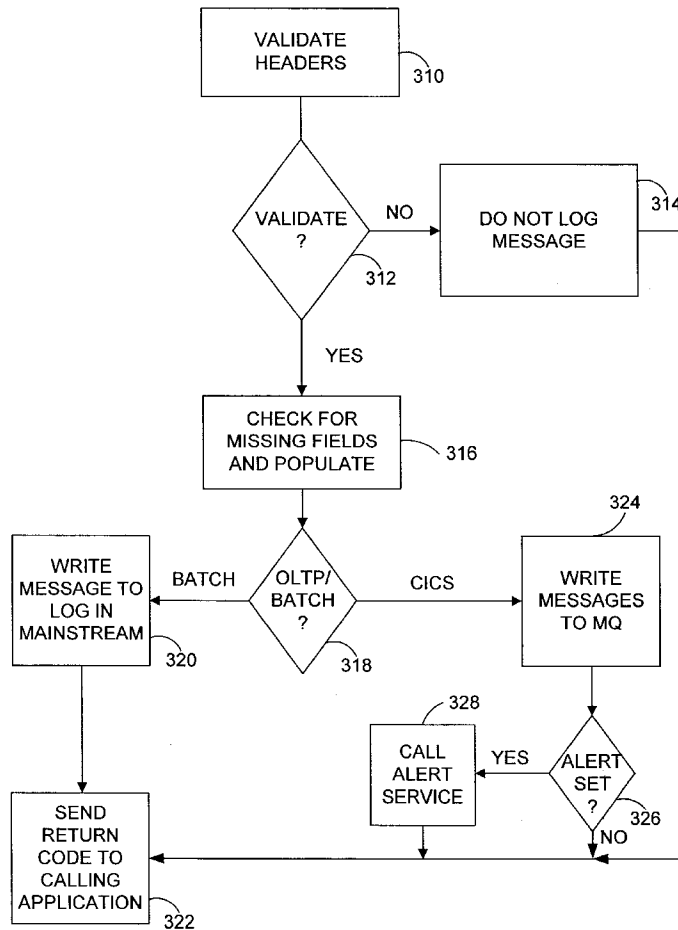 VALIDATE
HEADERS
310
VALIDATE
?
312
NO
DO NOT LOG
MESSAGE
314
YES
CHECK FOR
MISSING FIELDS
AND POPULATE
316
OLTP/
BATCH
?
318
BATCH
WRITE
MESSAGE TO
LOG IN
MAINSTREAM
320
CICS
324
WRITE
MESSAGES
TO MQ
328
CALL
ALERT
SERVICE
YES
ALERT
SET
?
326
NO
SEND
RETURN
CODE TO
CALLING
APPLICATION
322